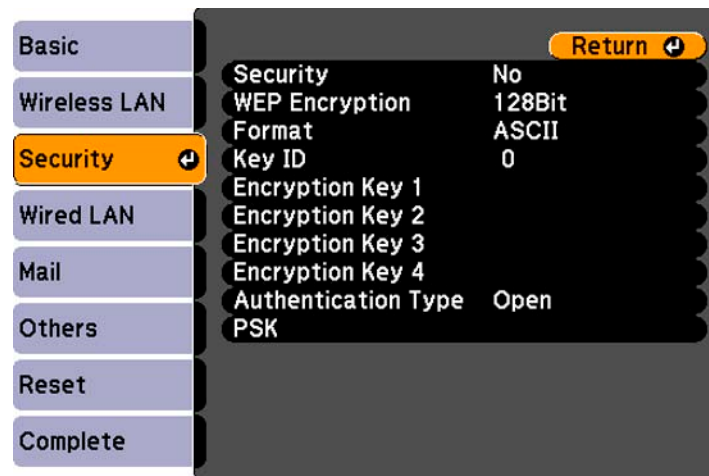 Basic
Wireless LAN
Security
Wired LAN
Mail
Others
Reset
Complete
Return
Security No
WEP Encryption 128Bit
Format ASCII
Key ID 0
Encryption Key 1
Encryption Key 2
Encryption Key 3
Encryption Key 4
Authentication Type Open
PSK